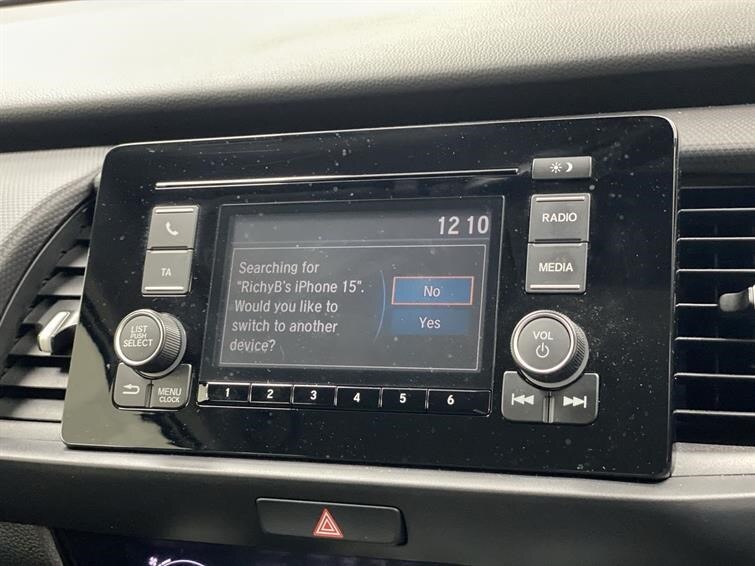 RADIO
TA
MEDIA
12 10
Searching for
"RichyB's iPhone 15".
Would you like to
switch to another
device?
No
Yes
LIST
PUSH
SELECT
VOL
MENU
CLOCK
1 2 3 4 5 6